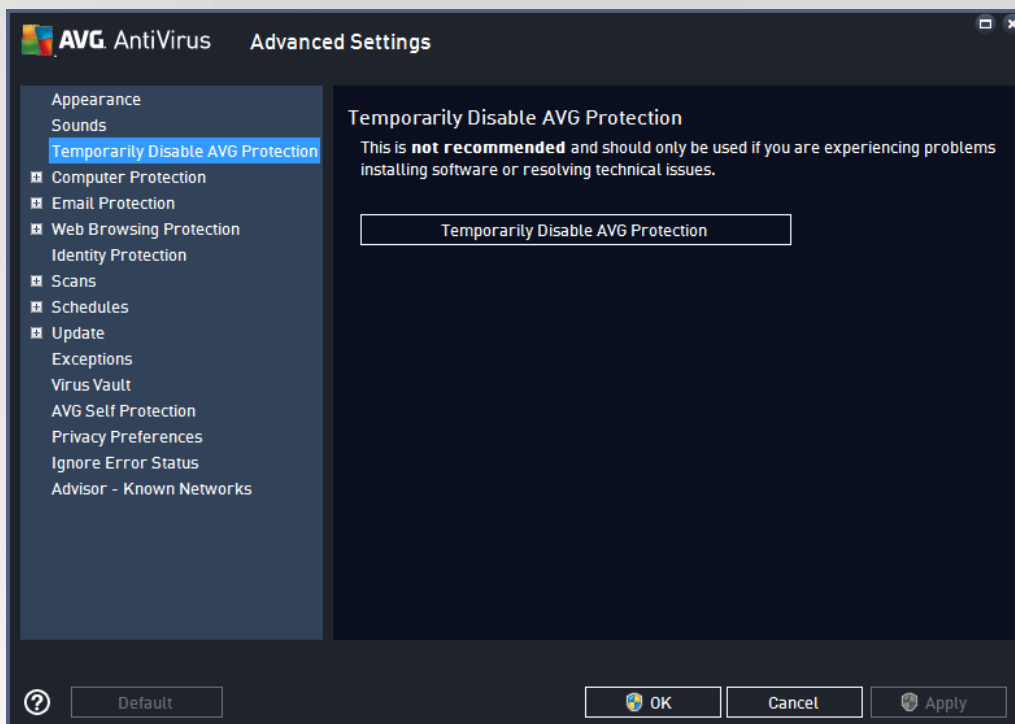 AVG. AntiVirus Advanced Settings
Appearance
Sounds
Temporarily Disable AVG Protection
Computer Protection
Email Protection
Web Browsing Protection
Identity Protection
Scans
Schedules
Update
Exceptions
Virus Vault
AVG Self Protection
Privacy Preferences
Ignore Error Status
Advisor - Known Networks
Temporarily Disable AVG Protection
This is not recommended and should only be used if you are experiencing problems
installing software or resolving technical issues.
Temporarily Disable AVG Protection
Default OK Cancel Apply